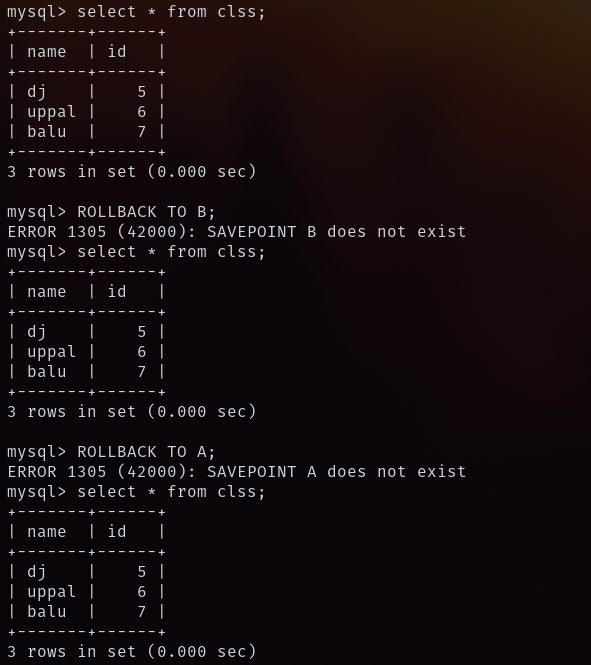 mysql> select * from clss;
+-------+------+
| name  | id   |
+-------+------+
| dj    |    5 |
| uppal |    6 |
| balu  |    7 |
+-------+------+
3 rows in set (0.000 sec)

mysql> ROLLBACK TO B;
ERROR 1305 (42000): SAVEPOINT B does not exist
mysql> select * from clss;
+-------+------+
| name  | id   |
+-------+------+
| dj    |    5 |
| uppal |    6 |
| balu  |    7 |
+-------+------+
3 rows in set (0.000 sec)

mysql> ROLLBACK TO A;
ERROR 1305 (42000): SAVEPOINT A does not exist
mysql> select * from clss;
+-------+------+
| name  | id   |
+-------+------+
| dj    |    5 |
| uppal |    6 |
| balu  |    7 |
+-------+------+
3 rows in set (0.000 sec)